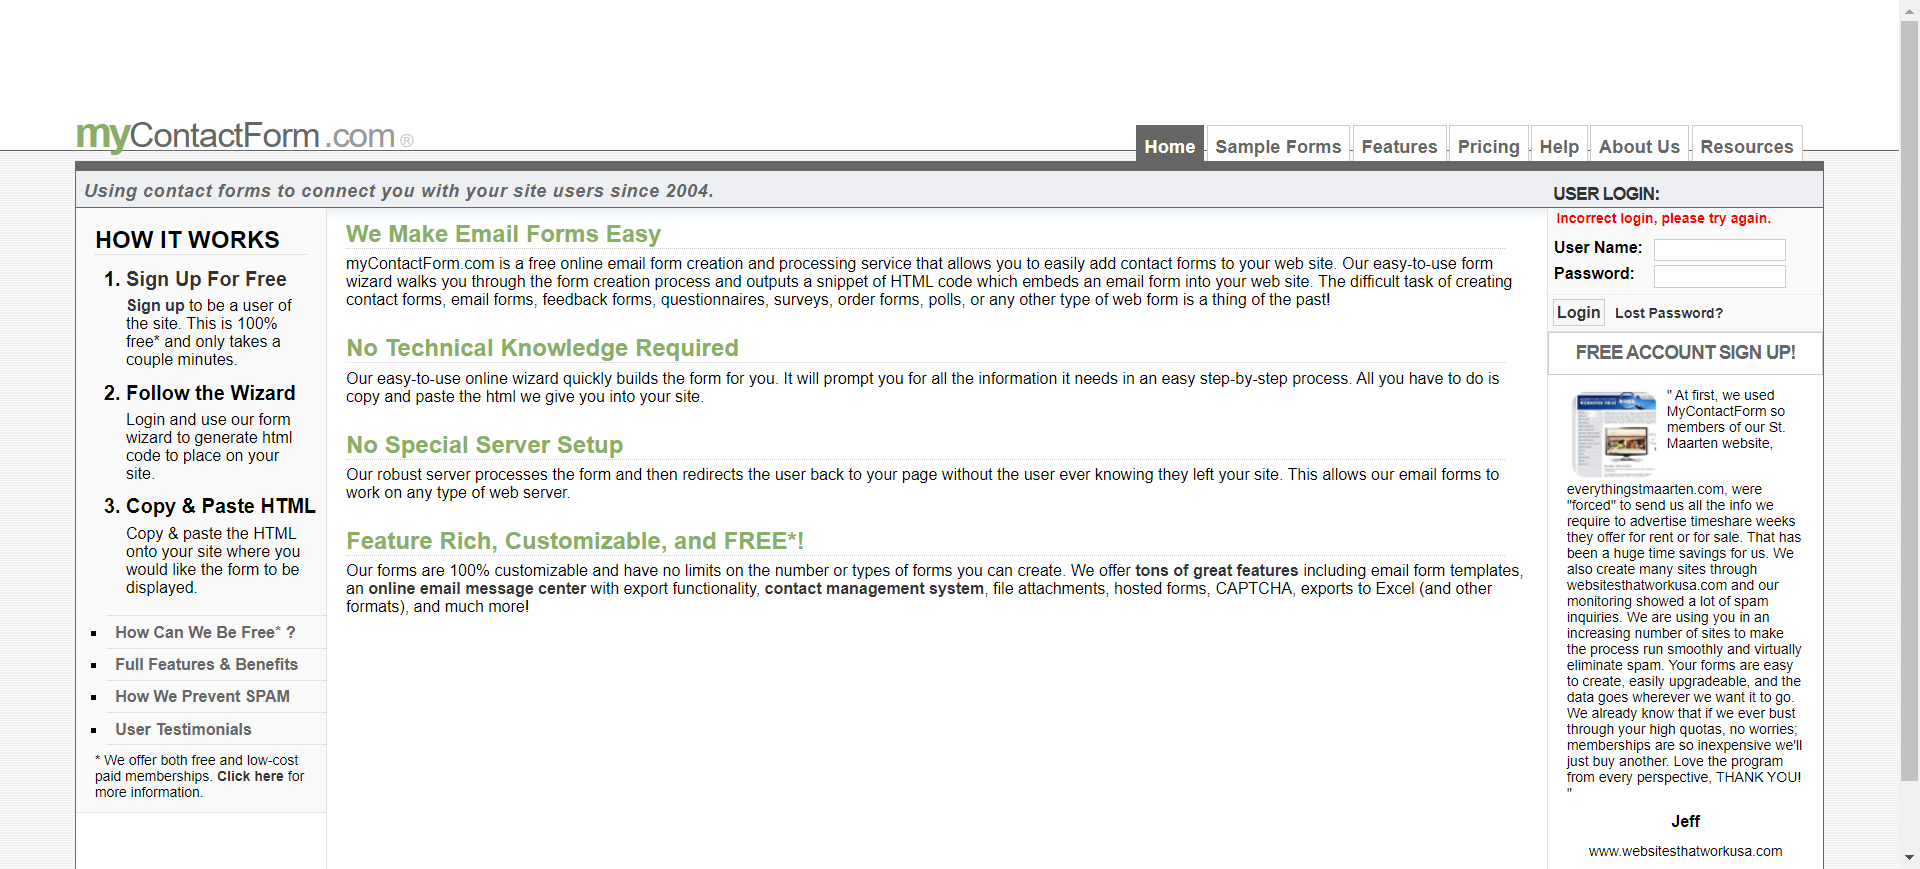 myContactForm.com ®
Home Sample Forms Features Pricing Help About Us Resources
Using contact forms to connect you with your site users since 2004.
HOW IT WORKS
1. Sign Up For Free
Sign up to be a user of
the site. This is 100%
free* and only takes a
couple minutes.
2. Follow the Wizard
Login and use our form
wizard to generate html
code to place on your
site.
3. Copy & Paste HTML
Copy & paste the HTML
onto your site where you
would like the form to be
displayed.
How Can We Be Free* ?
Full Features & Benefits
How We Prevent SPAM
User Testimonials
* We offer both free and low-cost
paid memberships. Click here for
more information.
We Make Email Forms Easy
myContactForm.com is a free online email form creation and processing service that allows you to easily add contact forms to your web site. Our easy-to-use form
wizard walks you through the form creation process and outputs a snippet of HTML code which embeds an email form into your web site. The difficult task of creating
contact forms, email forms, feedback forms, questionnaires, surveys, order forms, polls, or any other type of web form is a thing of the past!
No Technical Knowledge Required
Our easy-to-use online wizard quickly builds the form for you. It will prompt you for all the information it needs in an easy step-by-step process. All you have to do is
copy and paste the html we give you into your site.
No Special Server Setup
Our robust server processes the form and then redirects the user back to your page without the user ever knowing they left your site. This allows our email forms to
work on any type of web server.
Feature Rich, Customizable, and FREE*!
Our forms are 100% customizable and have no limits on the number or types of forms you can create. We offer tons of great features including email form templates,
an online email message center with export functionality, contact management system, file attachments, hosted forms, CAPTCHA, exports to Excel (and other
formats), and much more!
USER LOGIN:
Incorrect login, please try again.
User Name:
Password:
Login Lost Password?
FREE ACCOUNT SIGN UP!
" At first, we used
MyContactForm so
members of our St.
Maarten website,
everythingstmaarten.com, were
"forced" to send us all the info we
require to advertise timeshare weeks
they offer for rent or for sale. That has
been a huge time savings for us. We
also create many sites through
websitesthatworkusa.com and our
monitoring showed a lot of spam
inquiries. We are using you in an
increasing number of sites to make
the process run smoothly and virtually
eliminate spam. Your forms are easy
to create, easily upgradeable, and the
data goes wherever we want it to go.
We already know that if we ever bust
through your high quotas, no worries;
memberships are so inexpensive we'll
just buy another. Love the program
from every perspective, THANK YOU!
"
Jeff
www.websitesthatworkusa.com